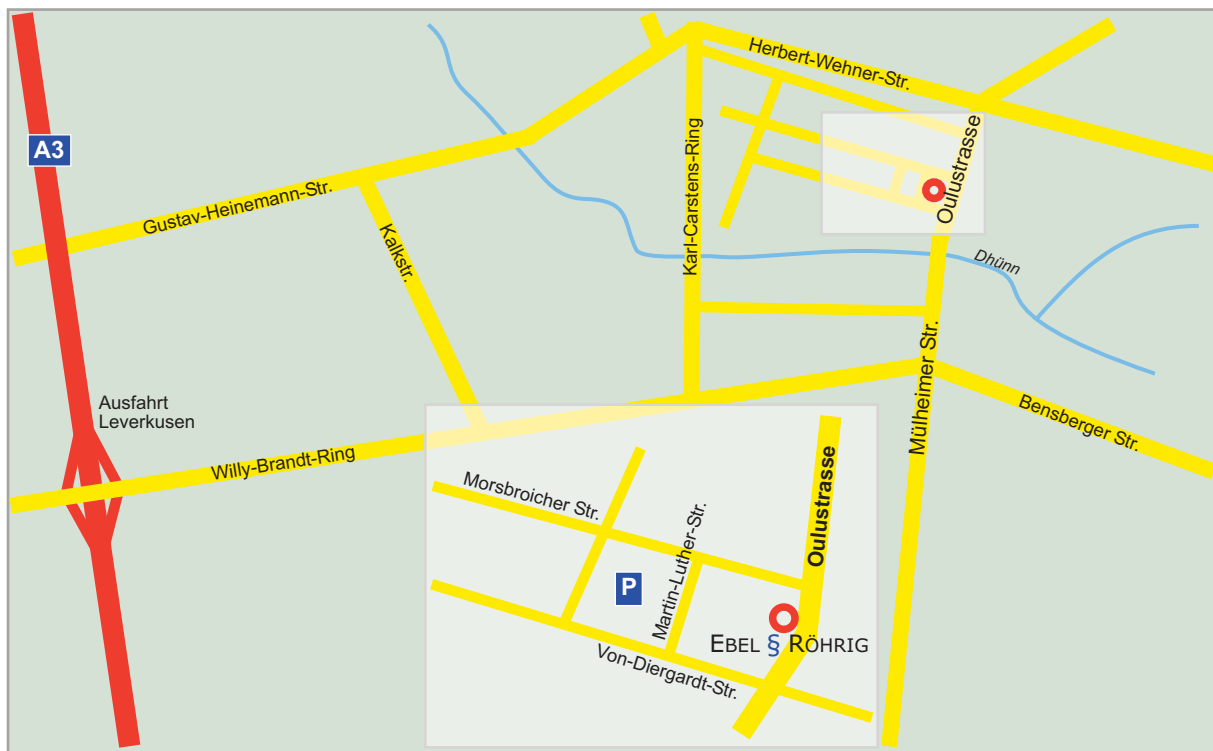 Herbert-Wehner-Str.
A3
Oulustrasse
Karl-Carstens-Ring
Gustav-Heinemann-Str.
Kalkstr.
Dhünn
Mülheimer Str.
Ausfahrt
Leverkusen
Bensberger Str.
Willy-Brandt-Ring
Oulustrasse
Morsbroicher Str.
Martin-Luther-Str.
P
EBEL § RÖHRIG
Von-Diergardt-Str.